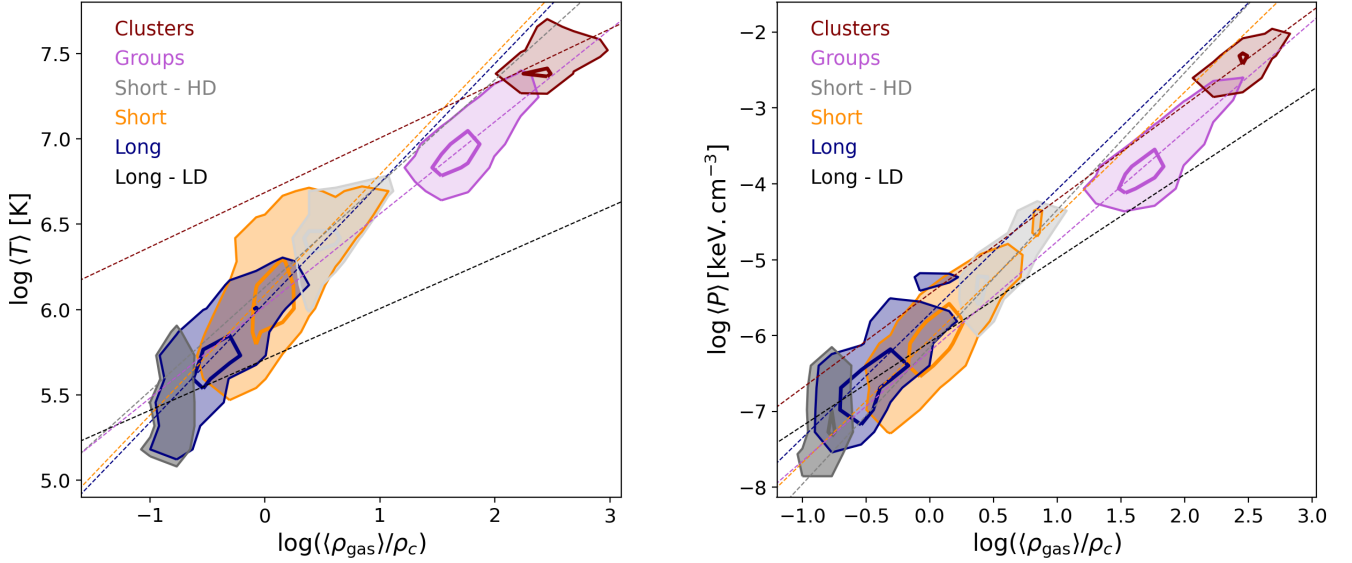 Clusters
Groups
Short - HD
Short
Long
Long - LD
7.5
7.0
6.5
6.0
5.5
5.0
log ⟨T⟩ [K]
−1
0
1
2
3
log(⟨ρgas⟩/ρc)
Clusters
Groups
Short - HD
Short
Long
Long - LD
−2
−3
−4
−5
−6
−7
−8
log ⟨P⟩ [keV. cm−3]
−1.0
−0.5
0.0
0.5
1.0
1.5
2.0
2.5
3.0
log(⟨ρgas⟩/ρc)